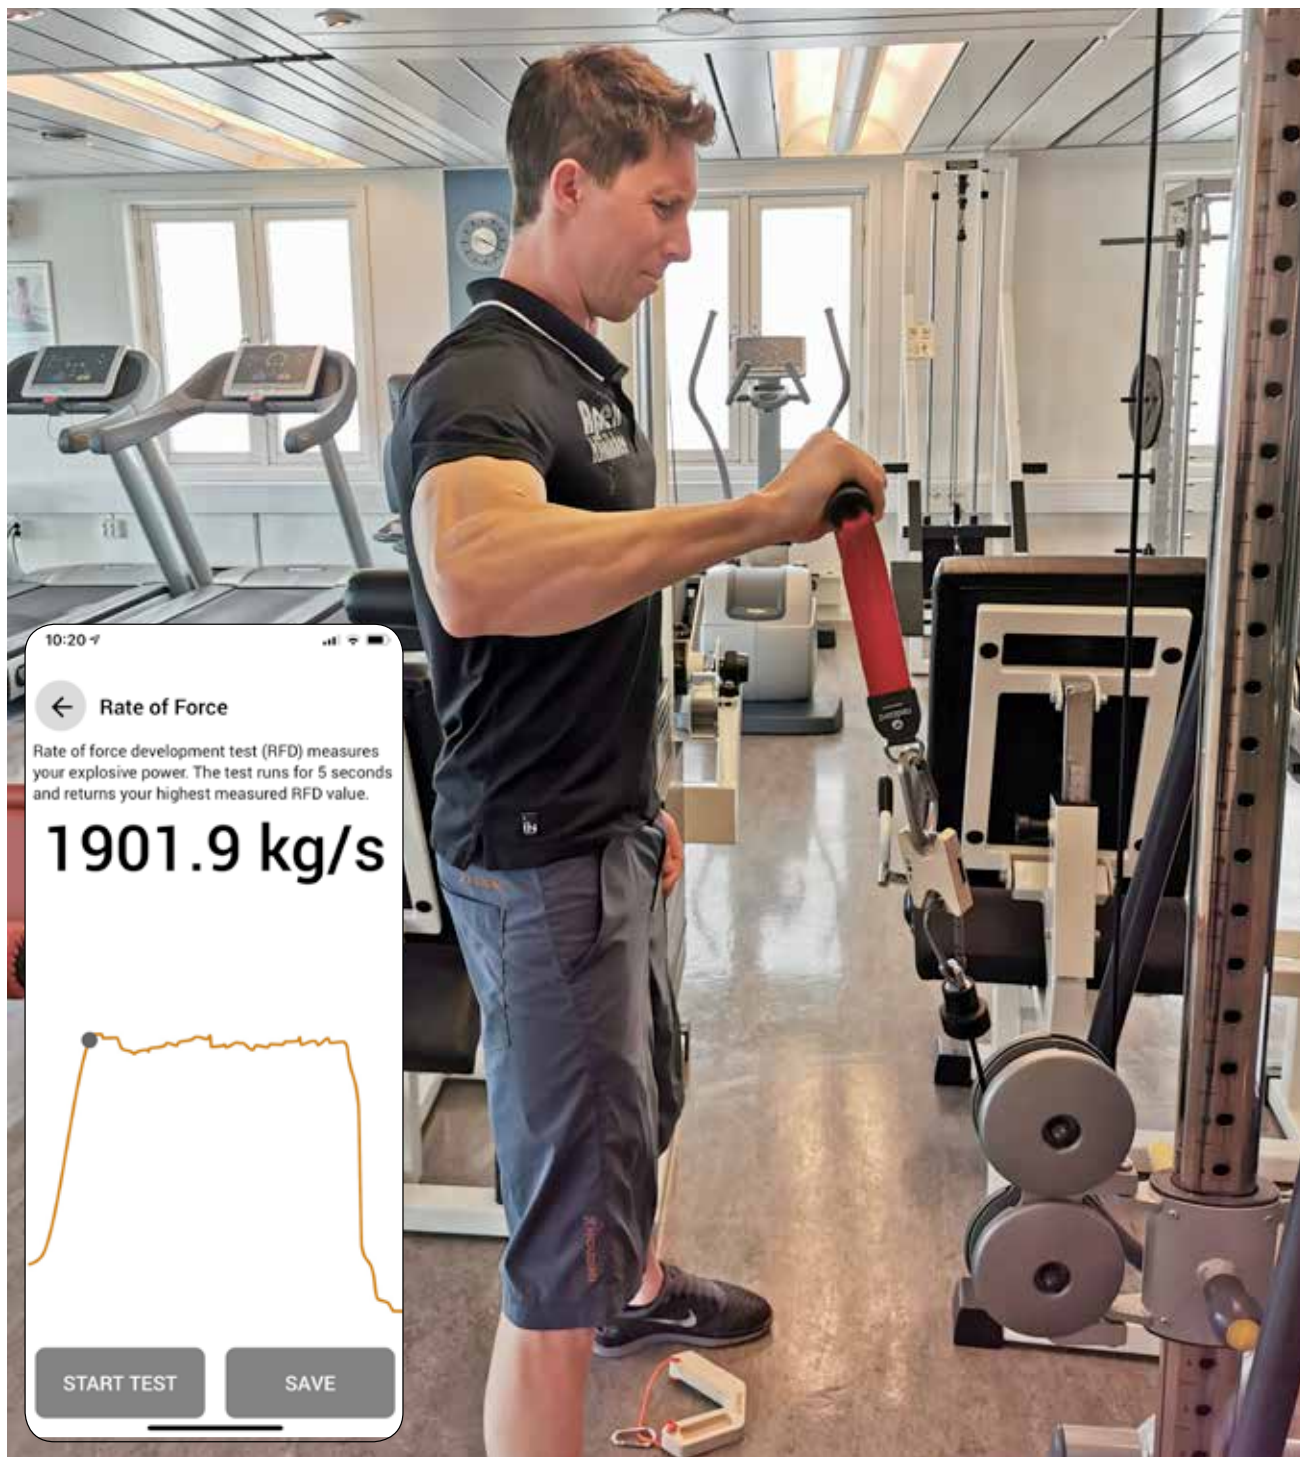 10:20
Rate of Force
Rate of force development test (RFD) measures
your explosive power. The test runs for 5 seconds
and returns your highest measured RFD value.
1901.9 kg/s
START TEST
SAVE